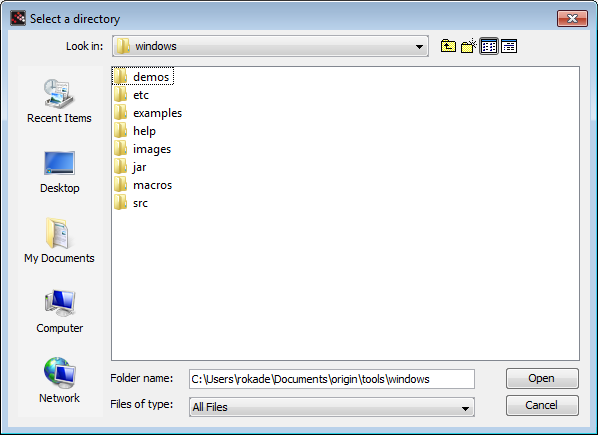 Select a directory
Look in: windows
demos
etc
examples
help
images
jar
macros
src
Recent Items
Desktop
My Documents
Computer
Network
Folder name: C:\Users\rokade\Documents\origin\tools\windows Open
Files of type: All Files Cancel